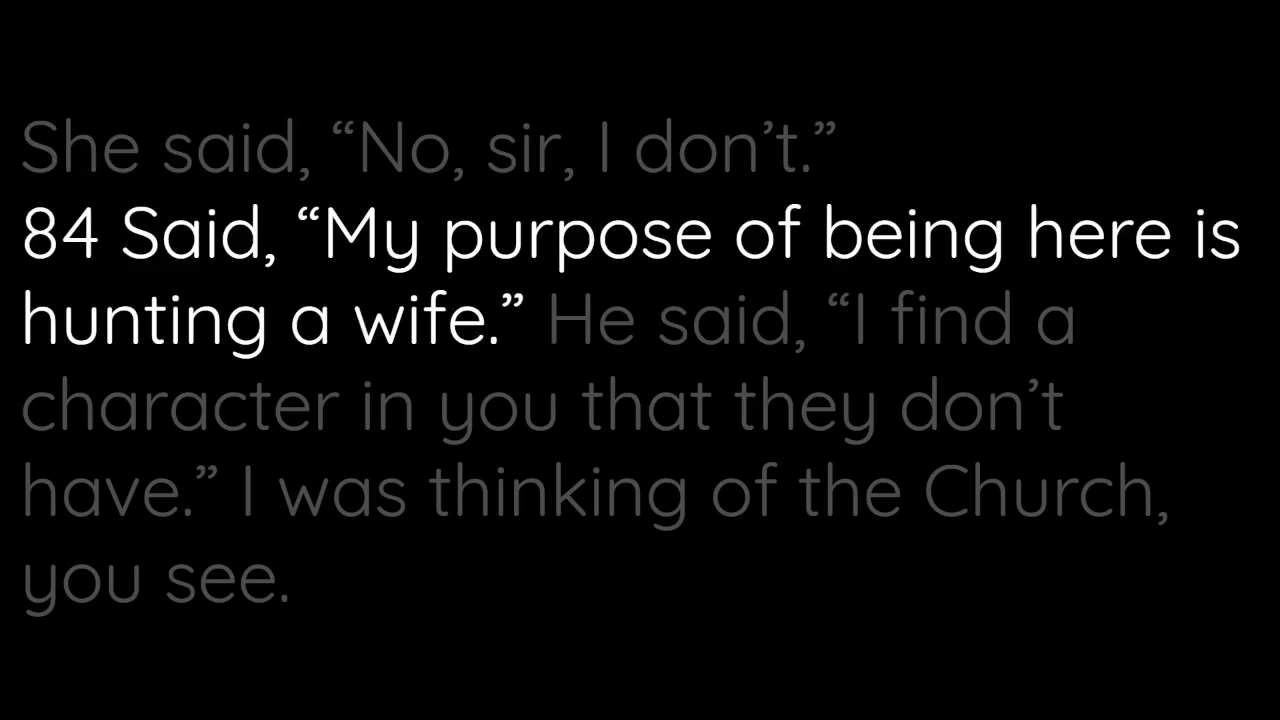 She said, “No, sir, I don’t.”
84 Said, “My purpose of being here is
hunting a wife.” He said, “I find a
character in you that they don’t
have.” I was thinking of the Church,
you see.